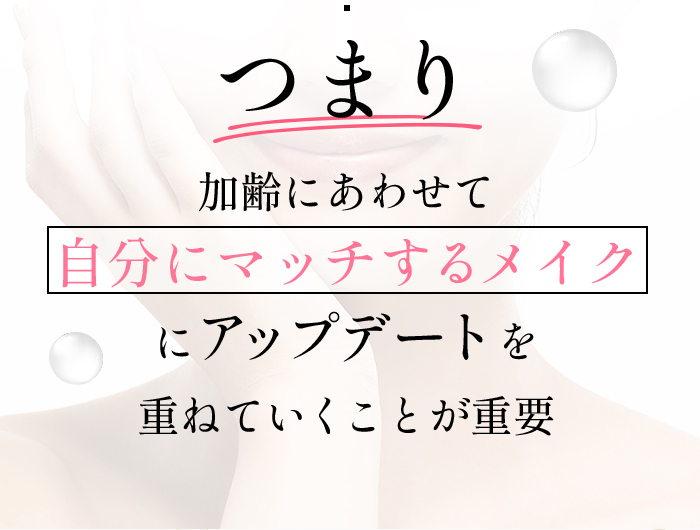 つまり
加齢にあわせて
自分にマッチするメイク
にアップデートを
重ねていくことが重要